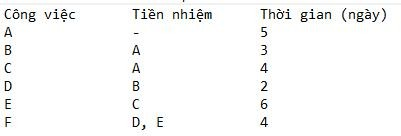 Công việc Tiền nhiệm Thời gian (ngày)
A - 5
B A 3
C A 4
D B 2
E C 6
F D, E 4